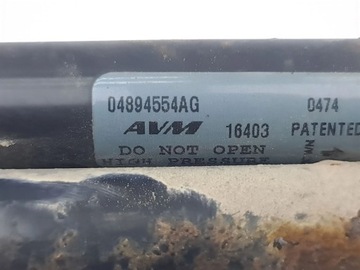 04894554AG 0474
AVM 16403 PATENTED
DO NOT OPEN
HIGH PRESSURE